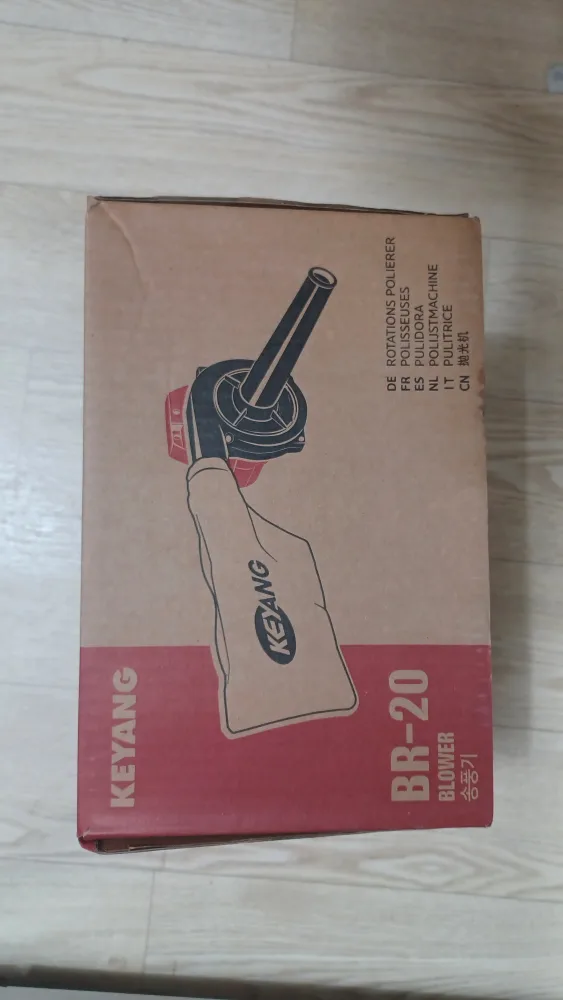 KEYANG
KEYANG
BR-20
BLOWER
송풍기
DE ROTATIONS POLIERER
FR POLISSEUSES
ES PULIDORA
NL POLIJSTMACHINE
IT PULITRICE
CN 抛光机